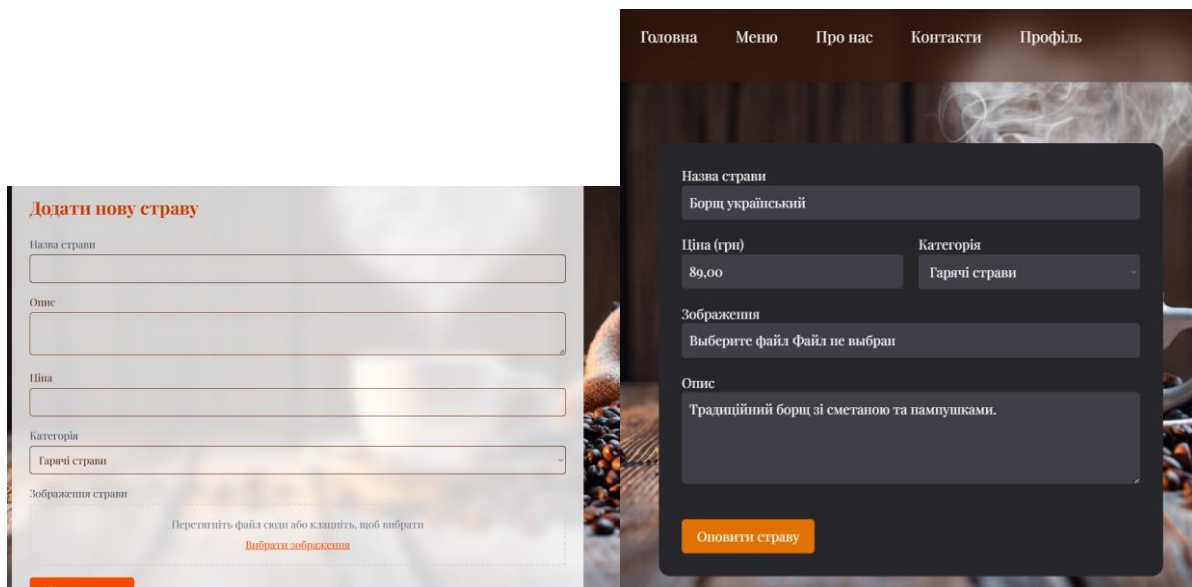 Додати нову страву
Назва страви
Опис
Ціна
Категорія
Гарячі страви
Зображення страви
Перетягніть файл сюди або клацніть, щоб вибрати
Вибрати зображення
Головна Меню Про нас Контакти Профіль
Назва страви
Борщ український
Ціна (грн) Категорія
89,00 Гарячі страви
Зображення
Выберите файл Файл не выбран
Опис
Традиційний борщ зі сметаною та пампушками.
Оновити страву